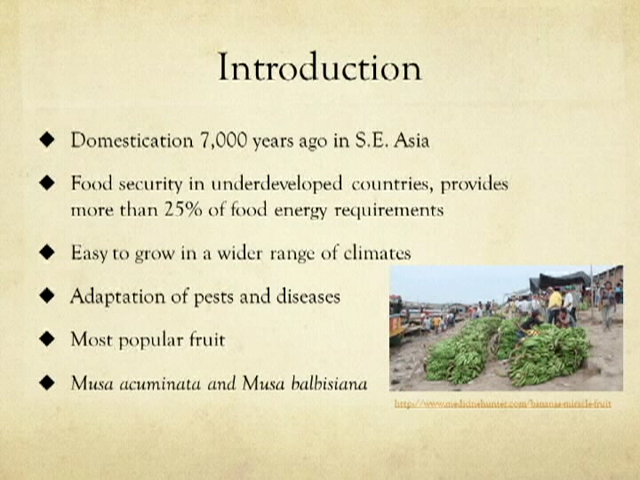 Introduction
Domestication 7,000 years ago in S.E. Asia
Food security in underdeveloped countries, provides
more than 25% of food energy requirements
Easy to grow in a wider range of climates
Adaptation of pests and diseases
Most popular fruit
Musa acuminata and Musa balbisiana
http://www.medicinehunter.com/bananas-miracle-fruit